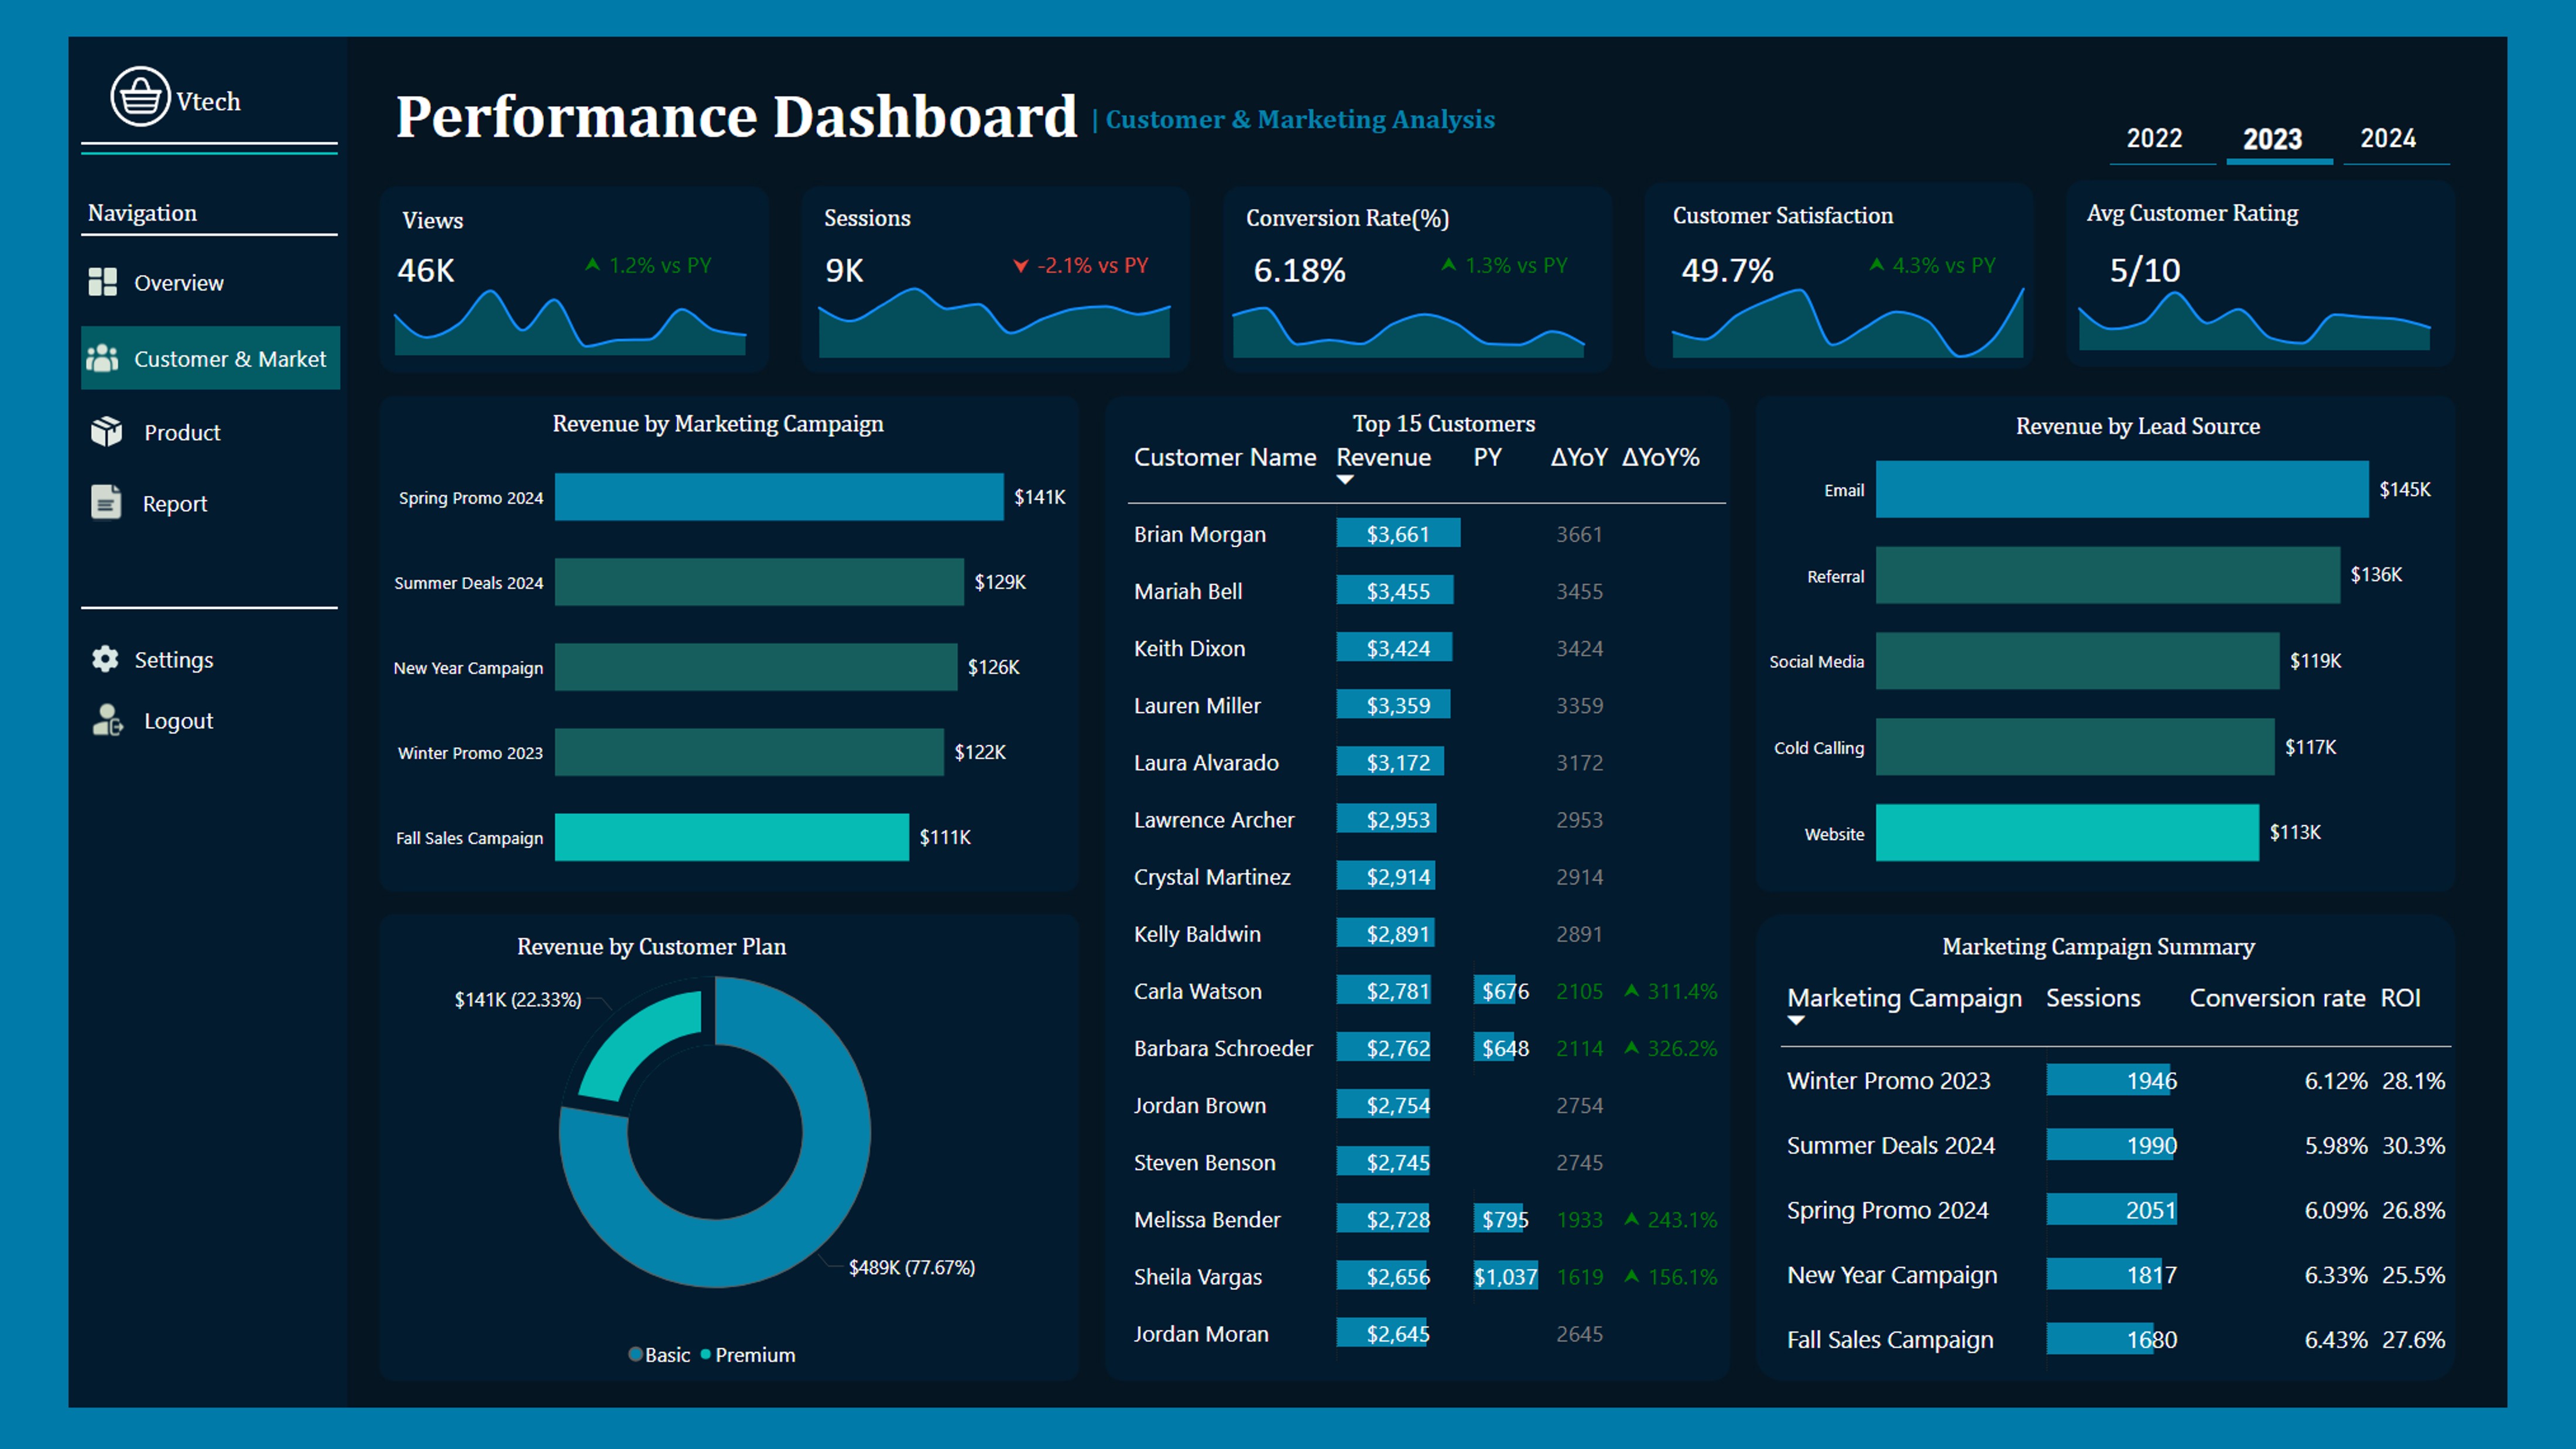 Vtech
Performance Dashboard | Customer & Marketing Analysis
2022 2023 2024
Navigation
Overview
Customer & Market
Product
Report
Settings
Logout
Views
46K 1.2% vs PY
Sessions
9K -2.1% vs PY
Conversion Rate(%)
6.18% 1.3% vs PY
Customer Satisfaction
49.7% 4.3% vs PY
Avg Customer Rating
5/10
Revenue by Marketing Campaign
Spring Promo 2024 $141K
Summer Deals 2024 $129K
New Year Campaign $126K
Winter Promo 2023 $122K
Fall Sales Campaign $111K
Revenue by Customer Plan
$141K (22.33%)
$489K (77.67%)
Basic Premium
Top 15 Customers
Customer Name Revenue PY ΔYoY ΔYoY%
Brian Morgan $3,661 3661
Mariah Bell $3,455 3455
Keith Dixon $3,424 3424
Lauren Miller $3,359 3359
Laura Alvarado $3,172 3172
Lawrence Archer $2,953 2953
Crystal Martinez $2,914 2914
Kelly Baldwin $2,891 2891
Carla Watson $2,781 $676 2105 311.4%
Barbara Schroeder $2,762 $648 2114 326.2%
Jordan Brown $2,754 2754
Steven Benson $2,745 2745
Melissa Bender $2,728 $795 1933 243.1%
Sheila Vargas $2,656 $1,037 1619 156.1%
Jordan Moran $2,645 2645
Revenue by Lead Source
Email $145K
Referral $136K
Social Media $119K
Cold Calling $117K
Website $113K
Marketing Campaign Summary
Marketing Campaign Sessions Conversion rate ROI
Winter Promo 2023 1946 6.12% 28.1%
Summer Deals 2024 1990 5.98% 30.3%
Spring Promo 2024 2051 6.09% 26.8%
New Year Campaign 1817 6.33% 25.5%
Fall Sales Campaign 1680 6.43% 27.6%